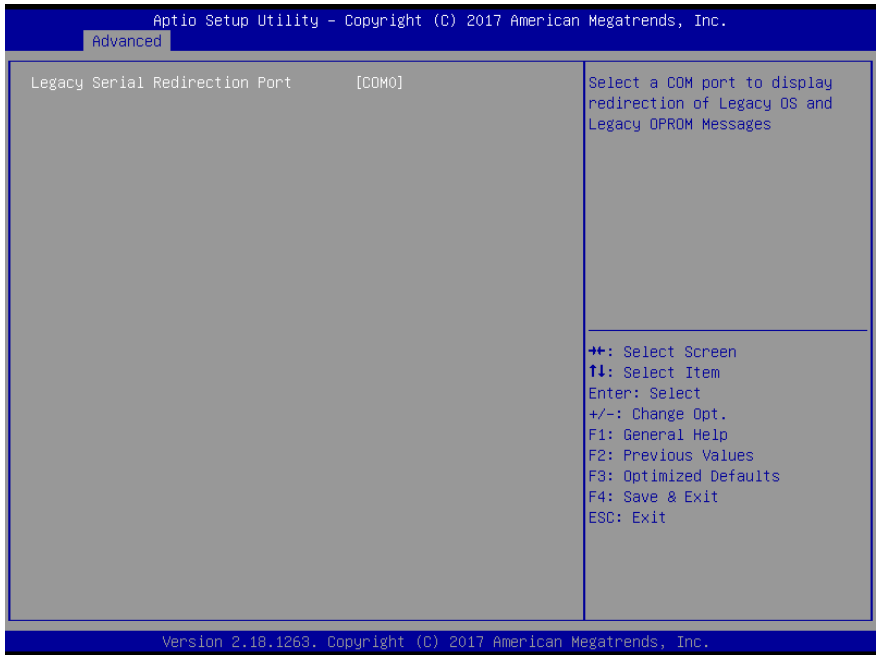 Aptio Setup Utility – Copyright (C) 2017 American Megatrends, Inc.
Advanced
Legacy Serial Redirection Port [COM0]
Select a COM port to display
redirection of Legacy OS and
Legacy OPROM Messages
→←: Select Screen
↑↓: Select Item
Enter: Select
+/-: Change Opt.
F1: General Help
F2: Previous Values
F3: Optimized Defaults
F4: Save & Exit
ESC: Exit
Version 2.18.1263. Copyright (C) 2017 American Megatrends, Inc.